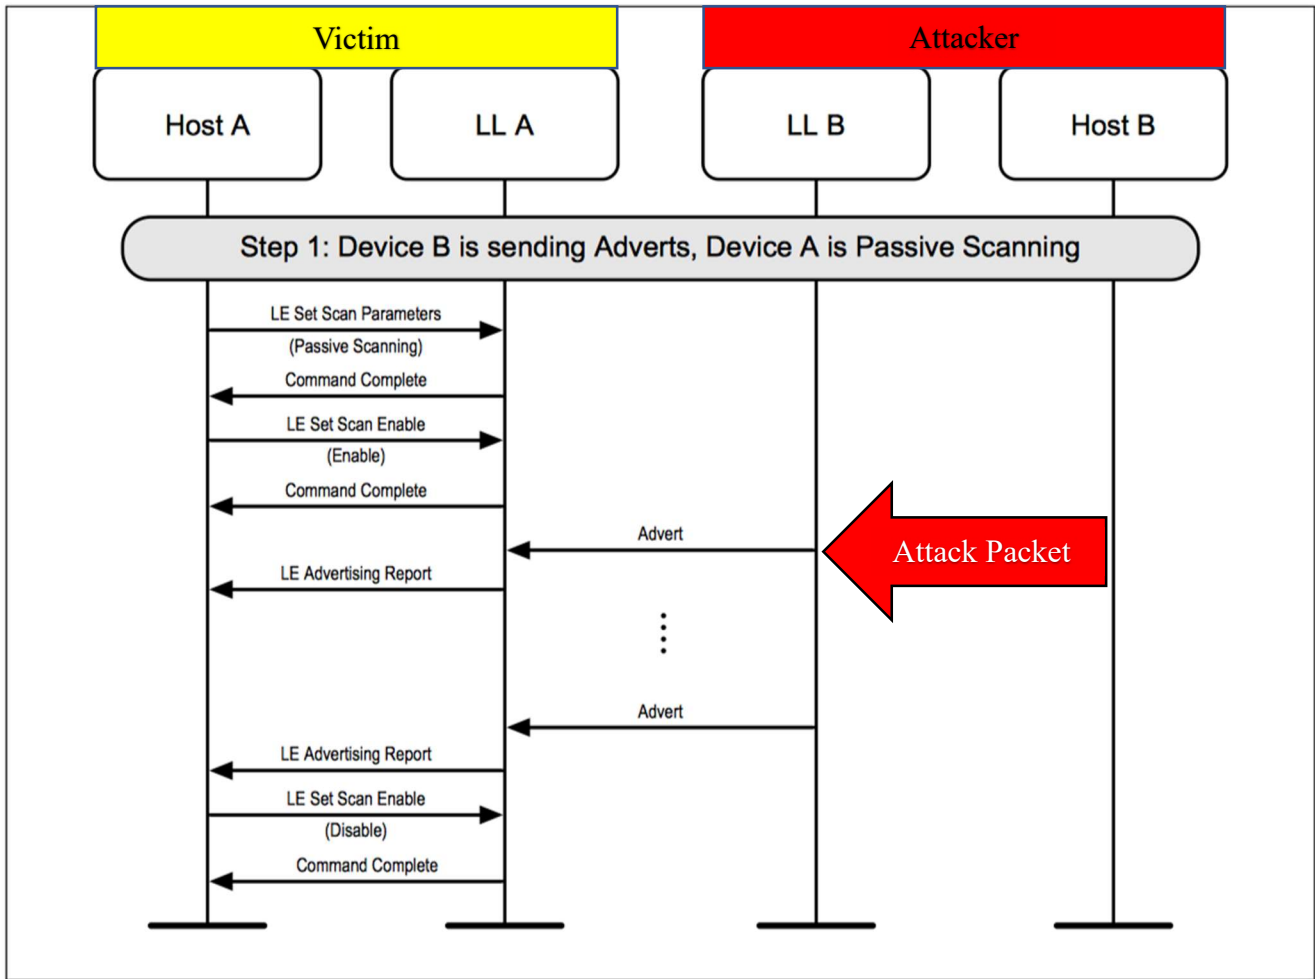 Victim
Attacker
Host A
LL A
LL B
Host B
Step 1: Device B is sending Adverts, Device A is Passive Scanning
LE Set Scan Parameters
(Passive Scanning)
Command Complete
LE Set Scan Enable
(Enable)
Command Complete
Advert
Attack Packet
LE Advertising Report
Advert
LE Advertising Report
LE Set Scan Enable
(Disable)
Command Complete